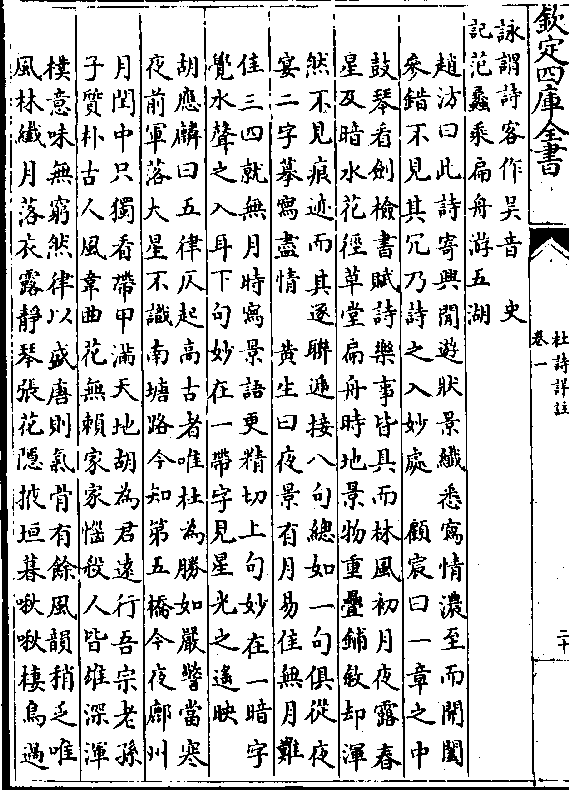 欽定四庫全書
杜詩詳註
卷一
二十
詠謂詩客作吴音　史
記范蠡乘扁舟游五湖
趙汸曰此詩寄興閒遊狀景纖悉寫情濃至而開闔
參錯不見其冗乃詩之入妙處　顧宸曰一章之中
鼓琴看劍檢書賦詩樂事皆具而林風初月夜露春
星及暗水花徑草堂扁舟時地景物重疊鋪敘却渾
然不見痕迹而其逐聯遞接八句總如一句俱從夜
宴二字摹寫盡情　黄生曰夜景有月易佳無月難
佳三四就無月時寫景語更精切上句妙在一暗字
覺水聲之入耳下句妙在一帶字見星光之遙映
胡應麟曰五律仄起高古者唯杜為勝如嚴警當寒
夜前軍落大星不識南塘路今知第五橋今夜鄜州
月閨中只獨看帶甲滿天地胡為君遠行吾宗老孫
子質朴古人風韋曲花無賴家家惱殺人皆雄深渾
樸意味無窮然律以盛唐則氣骨有餘風韻稍乏唯
風林纖月落衣露靜琴張花隱掖垣暮啾啾棲鳥過